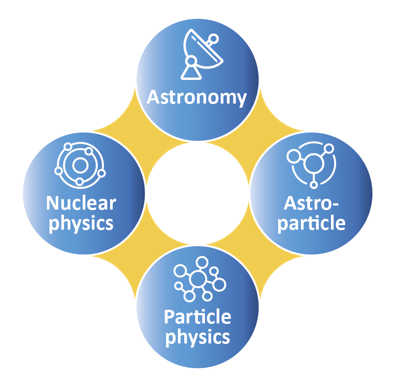 Astronomy
Nuclear
physics
Astro-
particle
Particle
physics